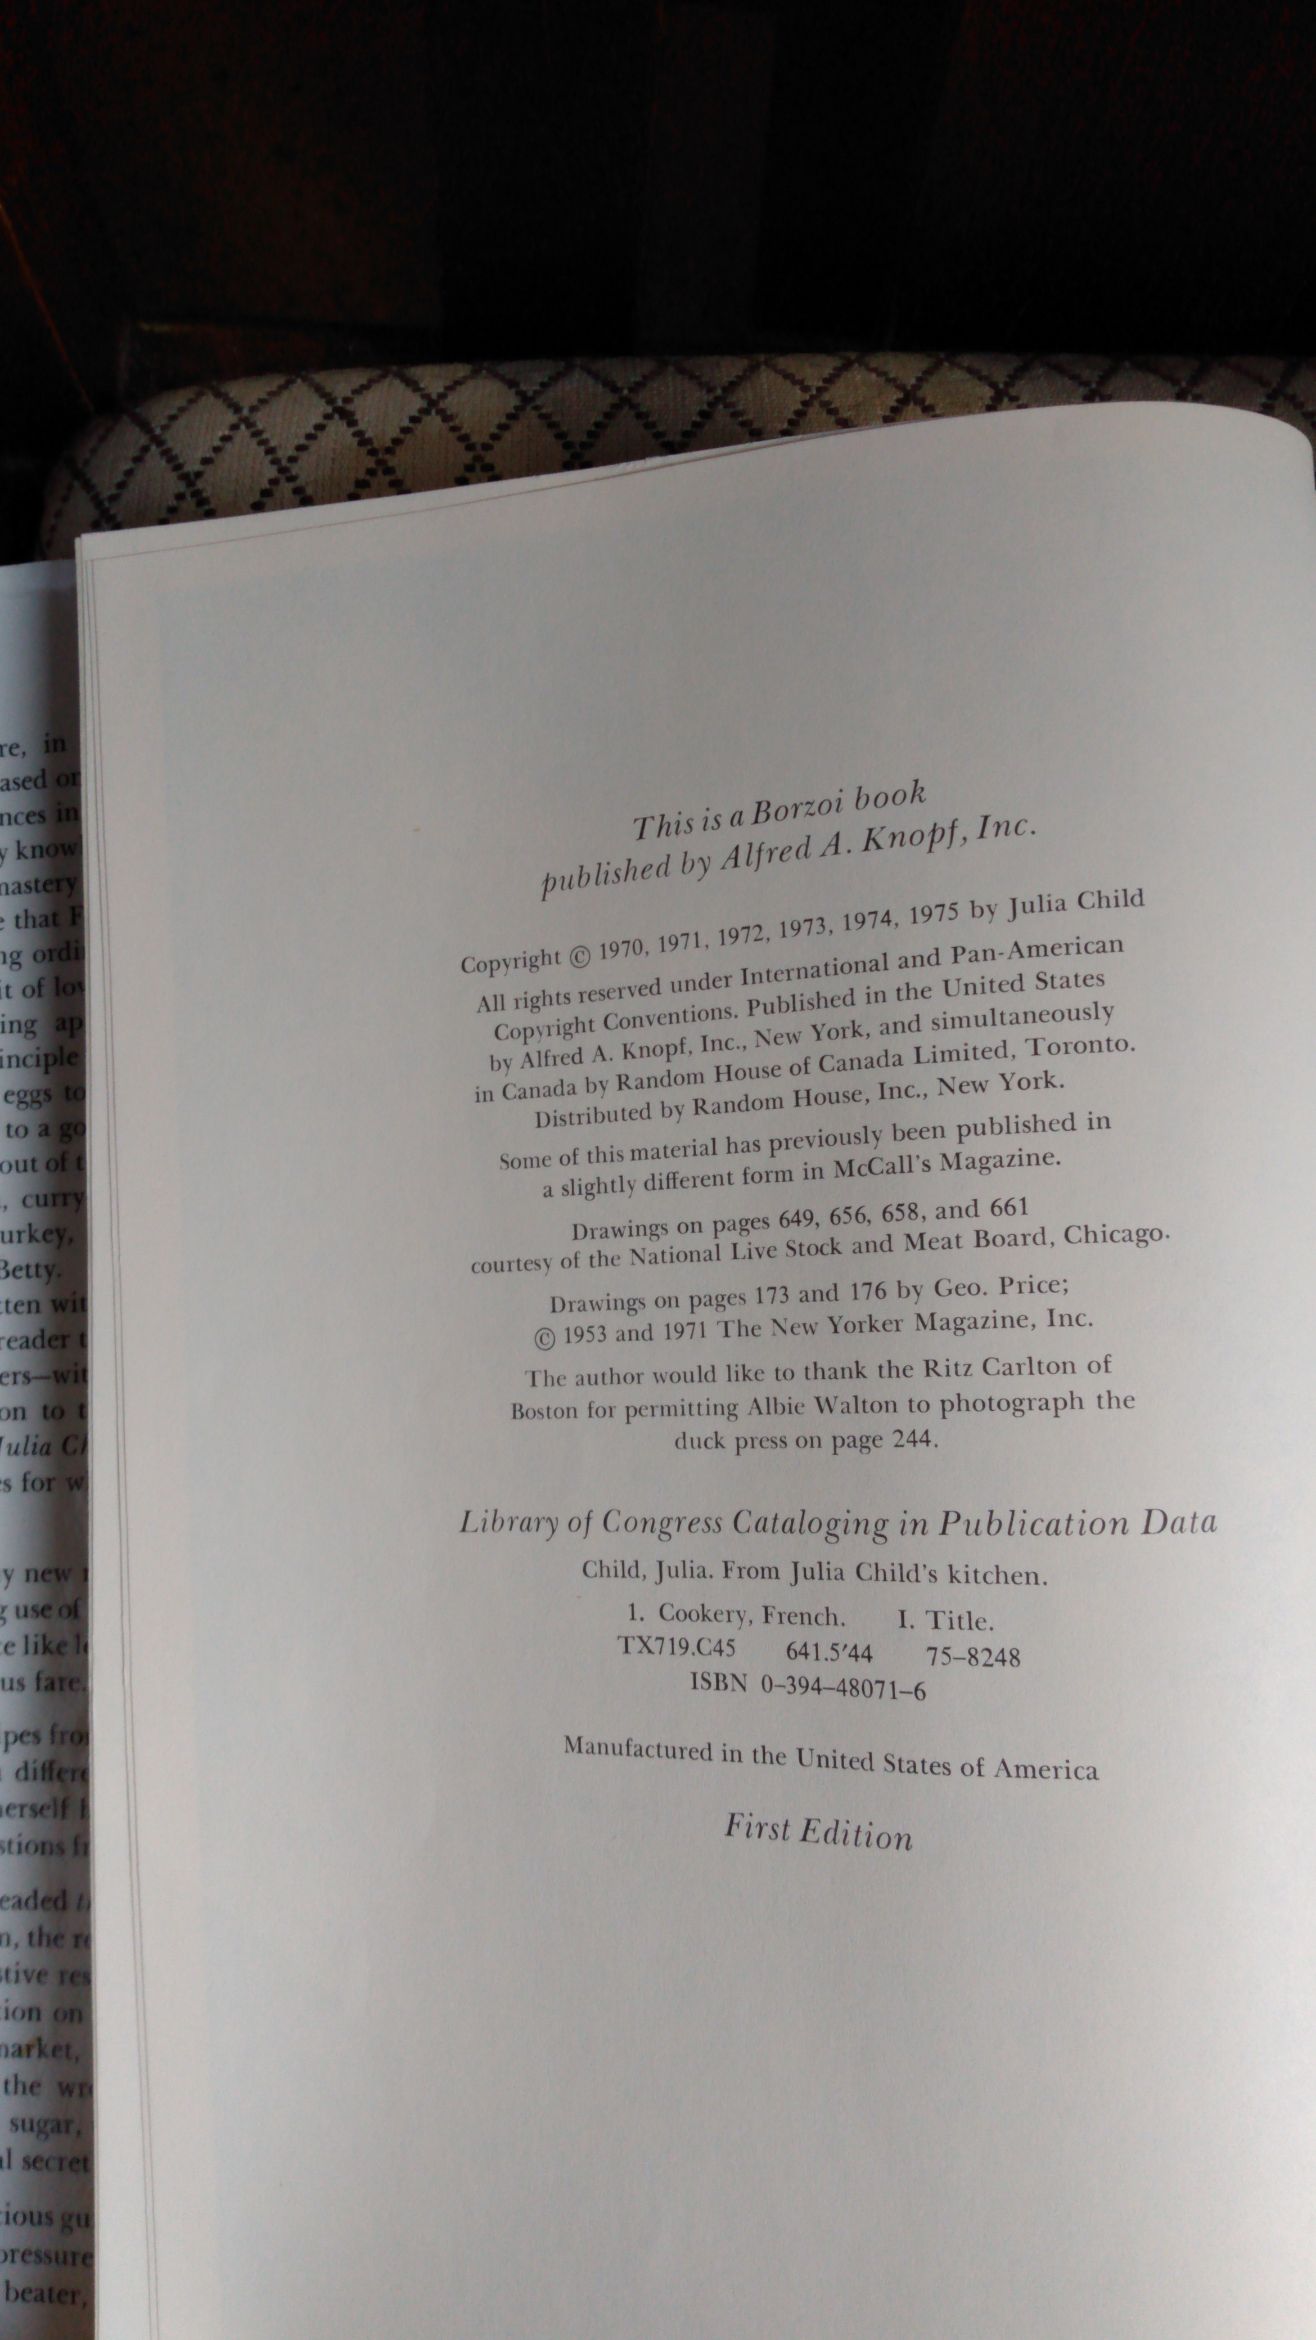 This is a Borzoi book
published by Alfred A. Knopf, Inc.
Copyright © 1970, 1971, 1972, 1973, 1974, 1975 by Julia Child
All rights reserved under International and Pan-American
Copyright Conventions. Published in the United States
by Alfred A. Knopf, Inc., New York, and simultaneously
in Canada by Random House of Canada Limited, Toronto.
Distributed by Random House, Inc., New York.
Some of this material has previously been published in
a slightly different form in McCall's Magazine.
Drawings on pages 649, 656, 658, and 661
courtesy of the National Live Stock and Meat Board, Chicago.
Drawings on pages 173 and 176 by Geo. Price;
© 1953 and 1971 The New Yorker Magazine, Inc.
The author would like to thank the Ritz Carlton of
Boston for permitting Albie Walton to photograph the
duck press on page 244.
Library of Congress Cataloging in Publication Data
Child, Julia. From Julia Child's kitchen.
1. Cookery, French. I. Title.
TX719.C45 641.5'44 75–8248
ISBN 0–394–48071–6
Manufactured in the United States of America
First Edition